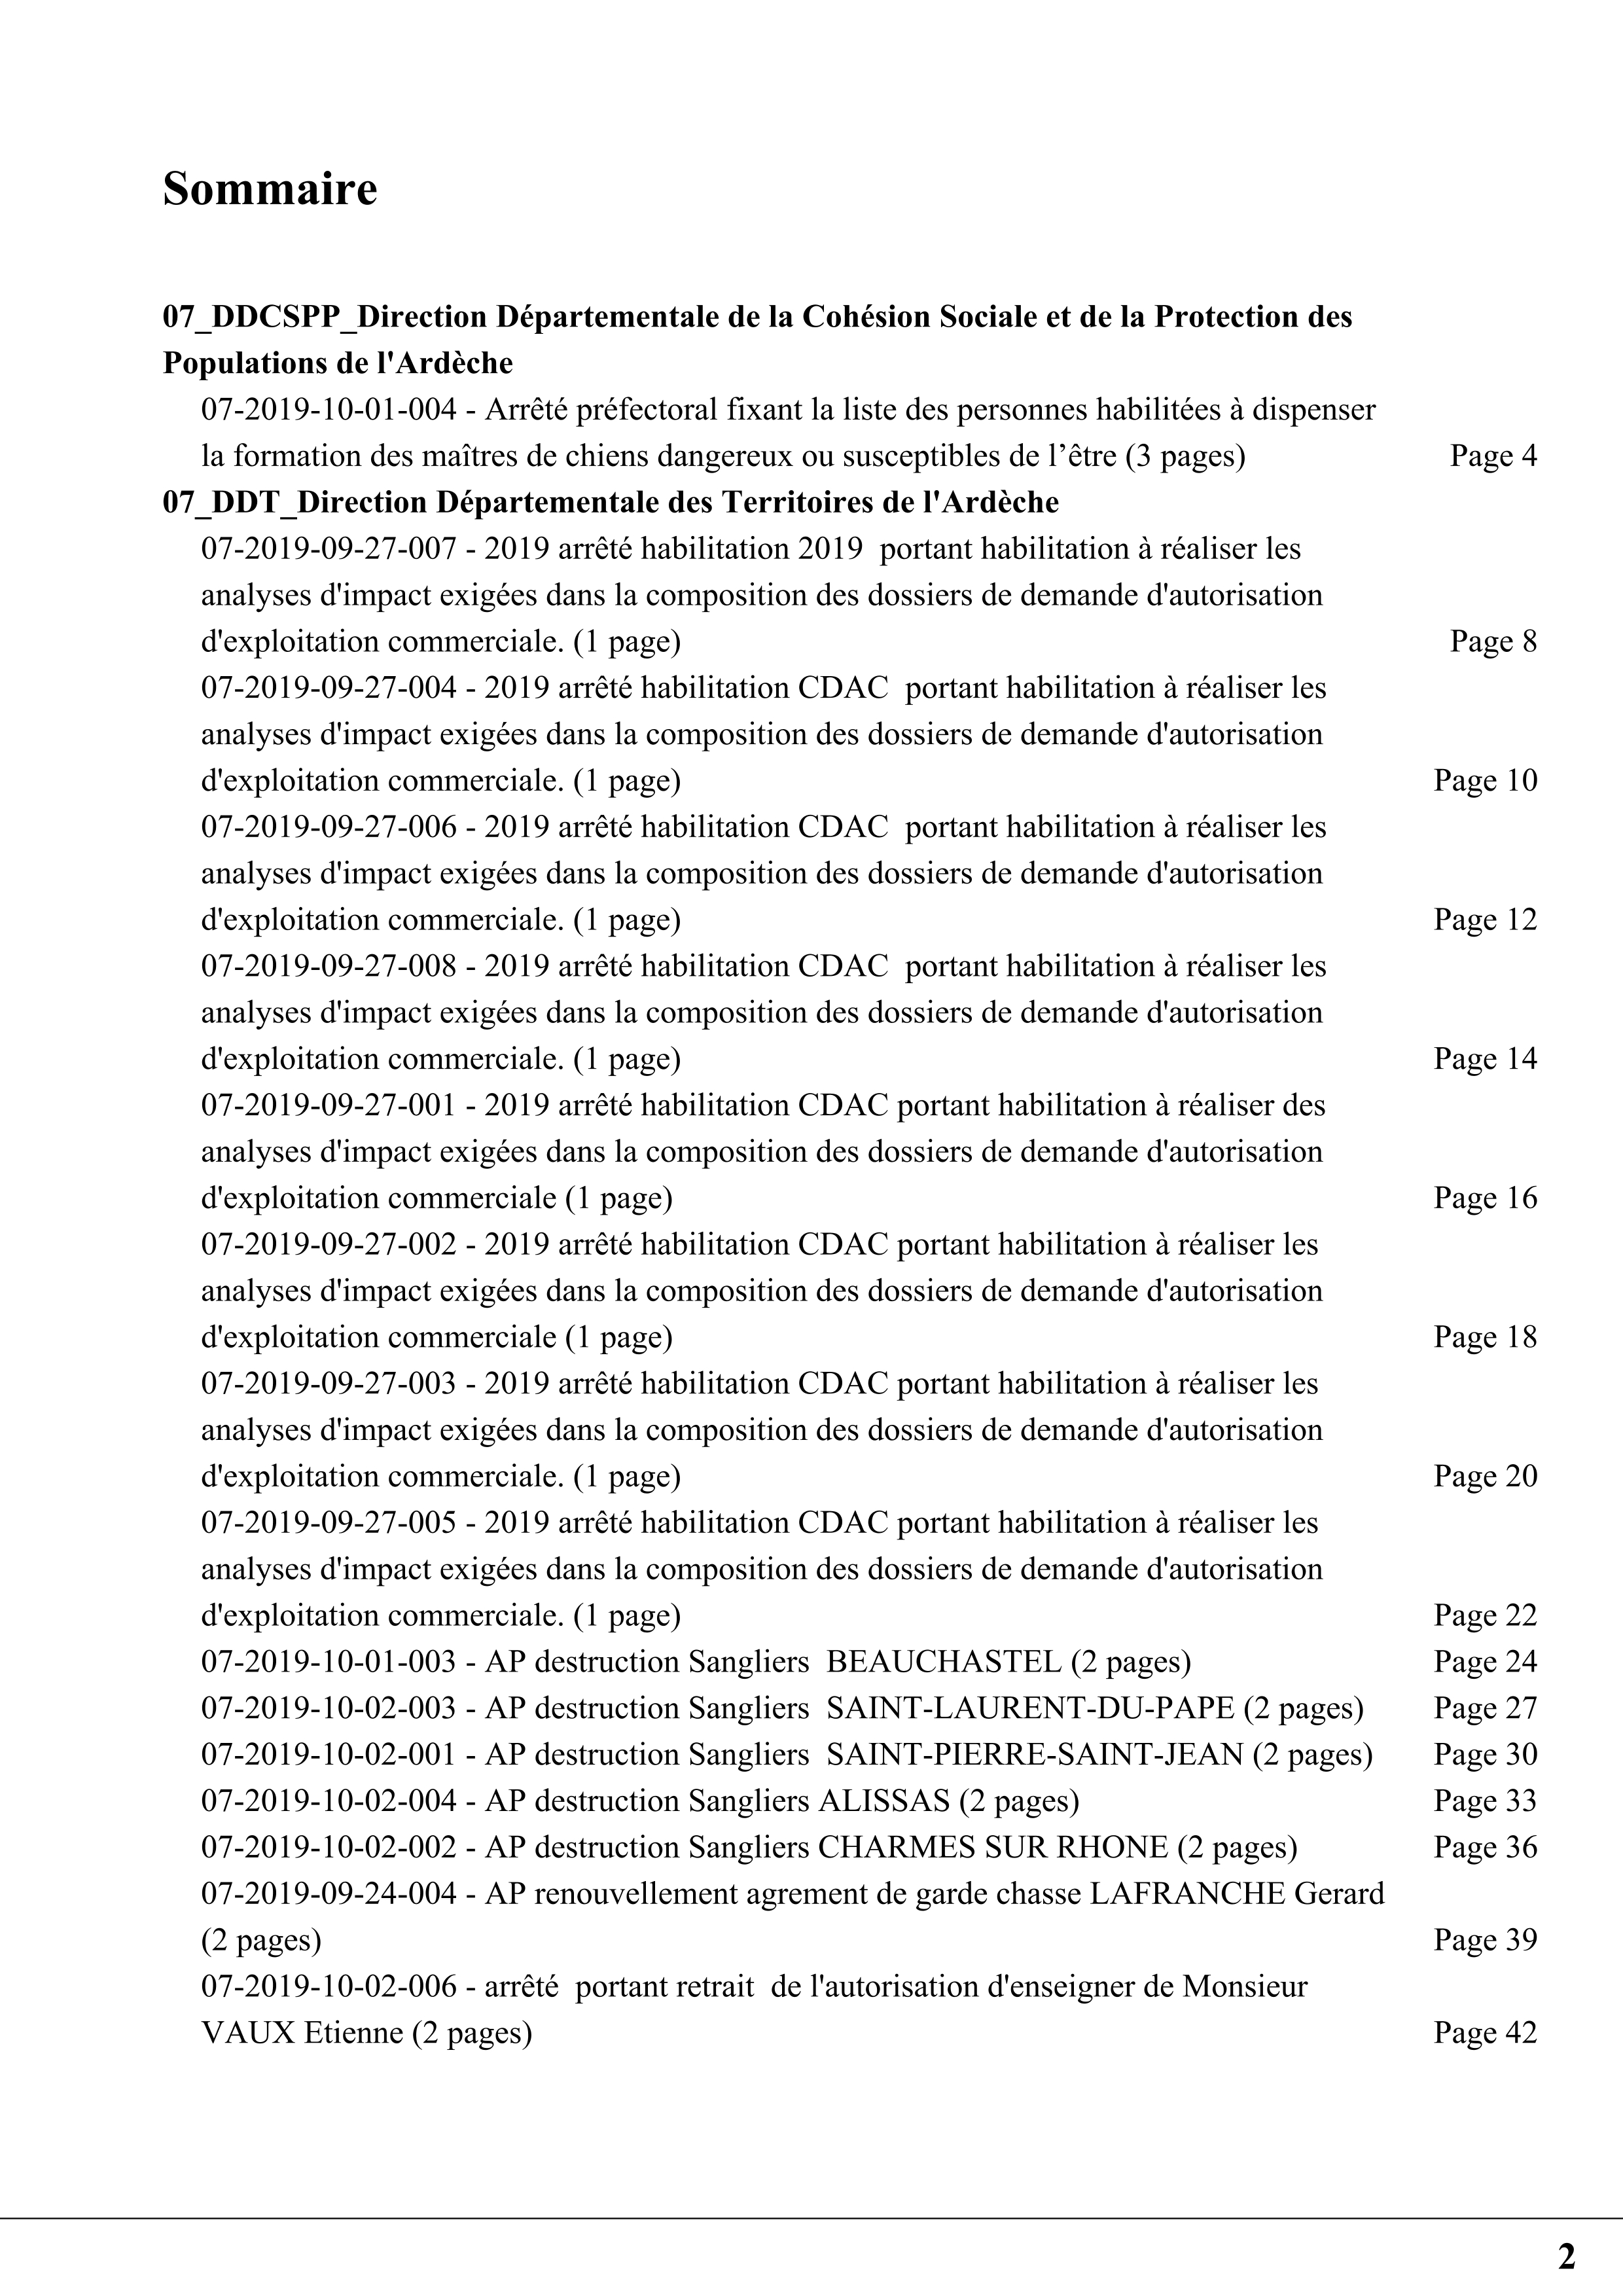 Sommaire
07_DDCSPP_Direction Départementale de la Cohésion Sociale et de la Protection des
Populations de l'Ardèche
07-2019-10-01-004 - Arrêté préfectoral fixant la liste des personnes habilitées à dispenser
la formation des maîtres de chiens dangereux ou susceptibles de l’être (3 pages) Page 4
07_DDT_Direction Départementale des Territoires de l'Ardèche
07-2019-09-27-007 - 2019 arrêté habilitation 2019  portant habilitation à réaliser les
analyses d'impact exigées dans la composition des dossiers de demande d'autorisation
d'exploitation commerciale. (1 page) Page 8
07-2019-09-27-004 - 2019 arrêté habilitation CDAC  portant habilitation à réaliser les
analyses d'impact exigées dans la composition des dossiers de demande d'autorisation
d'exploitation commerciale. (1 page) Page 10
07-2019-09-27-006 - 2019 arrêté habilitation CDAC  portant habilitation à réaliser les
analyses d'impact exigées dans la composition des dossiers de demande d'autorisation
d'exploitation commerciale. (1 page) Page 12
07-2019-09-27-008 - 2019 arrêté habilitation CDAC  portant habilitation à réaliser les
analyses d'impact exigées dans la composition des dossiers de demande d'autorisation
d'exploitation commerciale. (1 page) Page 14
07-2019-09-27-001 - 2019 arrêté habilitation CDAC portant habilitation à réaliser des
analyses d'impact exigées dans la composition des dossiers de demande d'autorisation
d'exploitation commerciale (1 page) Page 16
07-2019-09-27-002 - 2019 arrêté habilitation CDAC portant habilitation à réaliser les
analyses d'impact exigées dans la composition des dossiers de demande d'autorisation
d'exploitation commerciale (1 page) Page 18
07-2019-09-27-003 - 2019 arrêté habilitation CDAC portant habilitation à réaliser les
analyses d'impact exigées dans la composition des dossiers de demande d'autorisation
d'exploitation commerciale. (1 page) Page 20
07-2019-09-27-005 - 2019 arrêté habilitation CDAC portant habilitation à réaliser les
analyses d'impact exigées dans la composition des dossiers de demande d'autorisation
d'exploitation commerciale. (1 page) Page 22
07-2019-10-01-003 - AP destruction Sangliers  BEAUCHASTEL (2 pages) Page 24
07-2019-10-02-003 - AP destruction Sangliers  SAINT-LAURENT-DU-PAPE (2 pages) Page 27
07-2019-10-02-001 - AP destruction Sangliers  SAINT-PIERRE-SAINT-JEAN (2 pages) Page 30
07-2019-10-02-004 - AP destruction Sangliers ALISSAS (2 pages) Page 33
07-2019-10-02-002 - AP destruction Sangliers CHARMES SUR RHONE (2 pages) Page 36
07-2019-09-24-004 - AP renouvellement agrement de garde chasse LAFRANCHE Gerard
(2 pages) Page 39
07-2019-10-02-006 - arrêté  portant retrait  de l'autorisation d'enseigner de Monsieur
VAUX Etienne (2 pages) Page 42
2